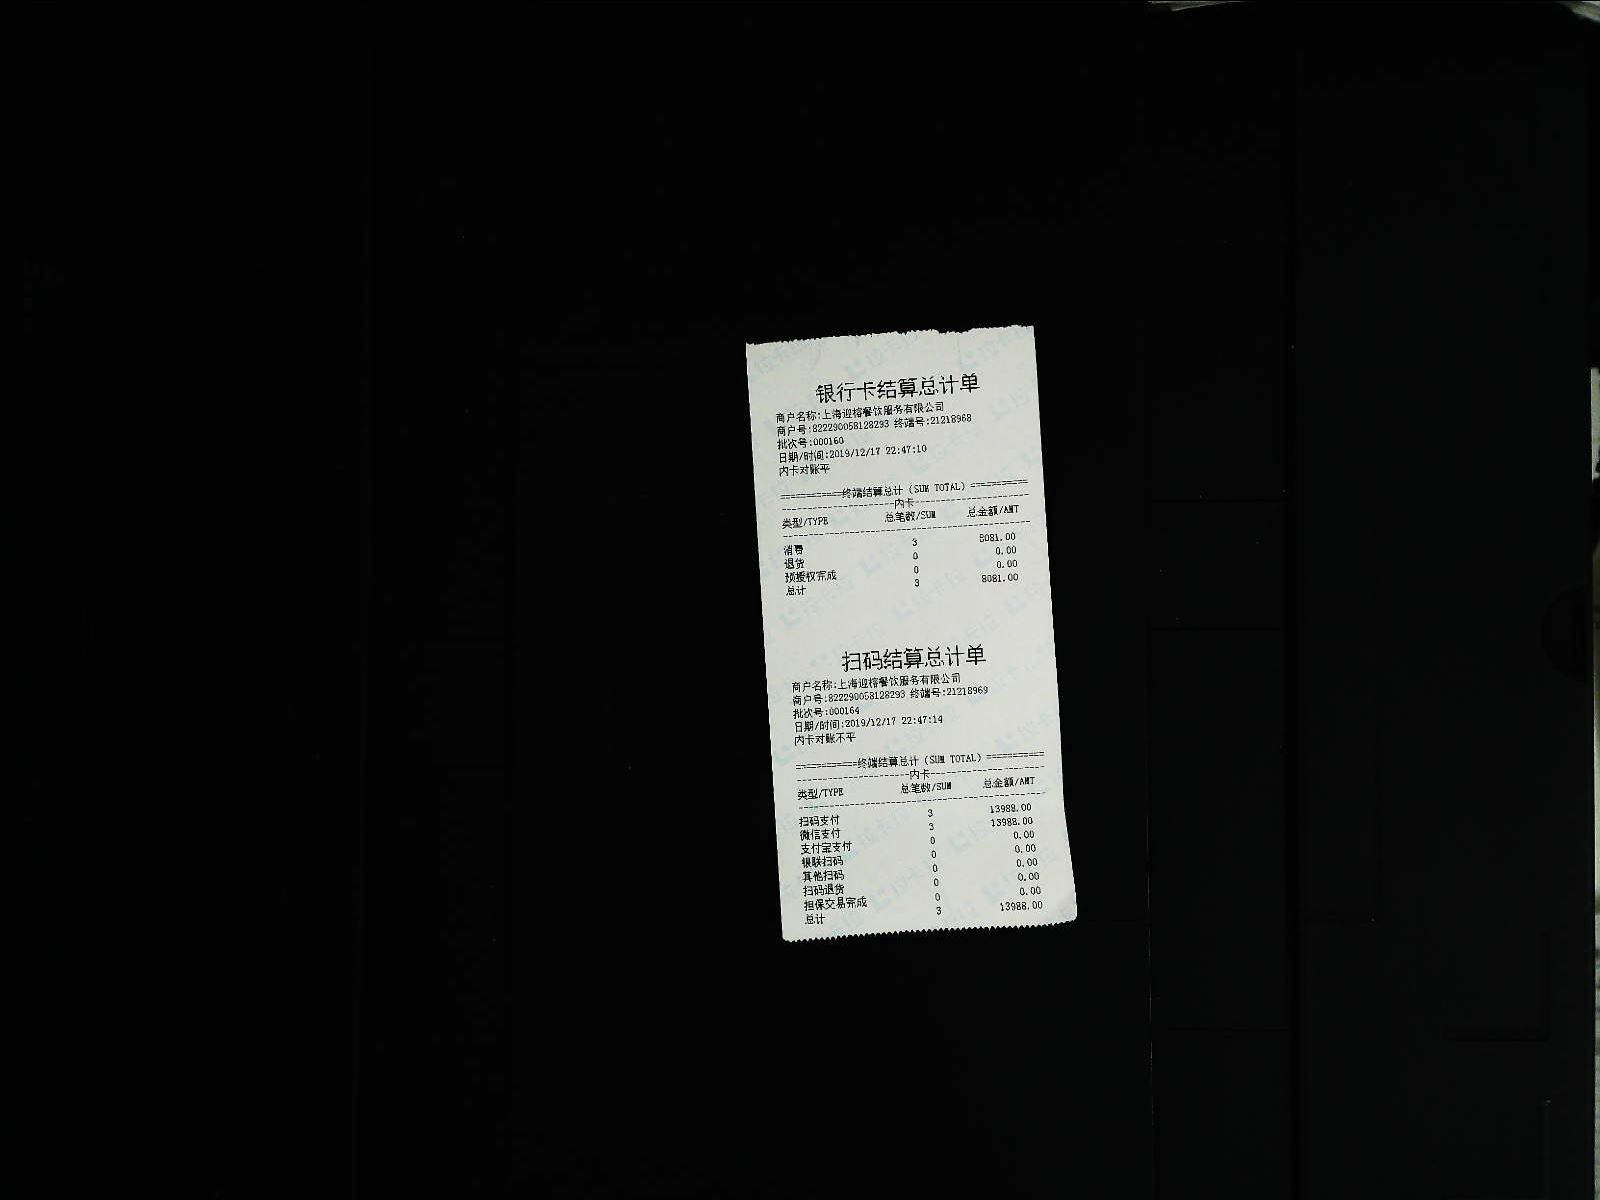 银行卡结算总计单
商户名称:上海迎榕餐饮服务有限公司
商户号:822290058128293 终端号:21218968
批次号:000160
日期/时间:2019/12/17 22:47:10
内卡对账平
============终端结算总计 (SUM TOTAL) ===========
----------------------内卡----------------------
类型/TYPE 总笔数/SUM 总金额/AMT
消费 3 8081.00
退货 0 0.00
预授权完成 0 0.00
总计 3 8081.00
扫码结算总计单
商户名称:上海迎榕餐饮服务有限公司
商户号:822290058128293 终端号:21218969
批次号:000164
日期/时间:2019/12/17 22:47:14
内卡对账不平
============终端结算总计 (SUM TOTAL) ===========
----------------------内卡----------------------
类型/TYPE 总笔数/SUM 总金额/AMT
扫码支付 3 13988.00
微信支付 3 13988.00
支付宝支付 0 0.00
银联扫码 0 0.00
其他扫码 0 0.00
扫码退货 0 0.00
担保交易完成 0 0.00
总计 3 13988.00